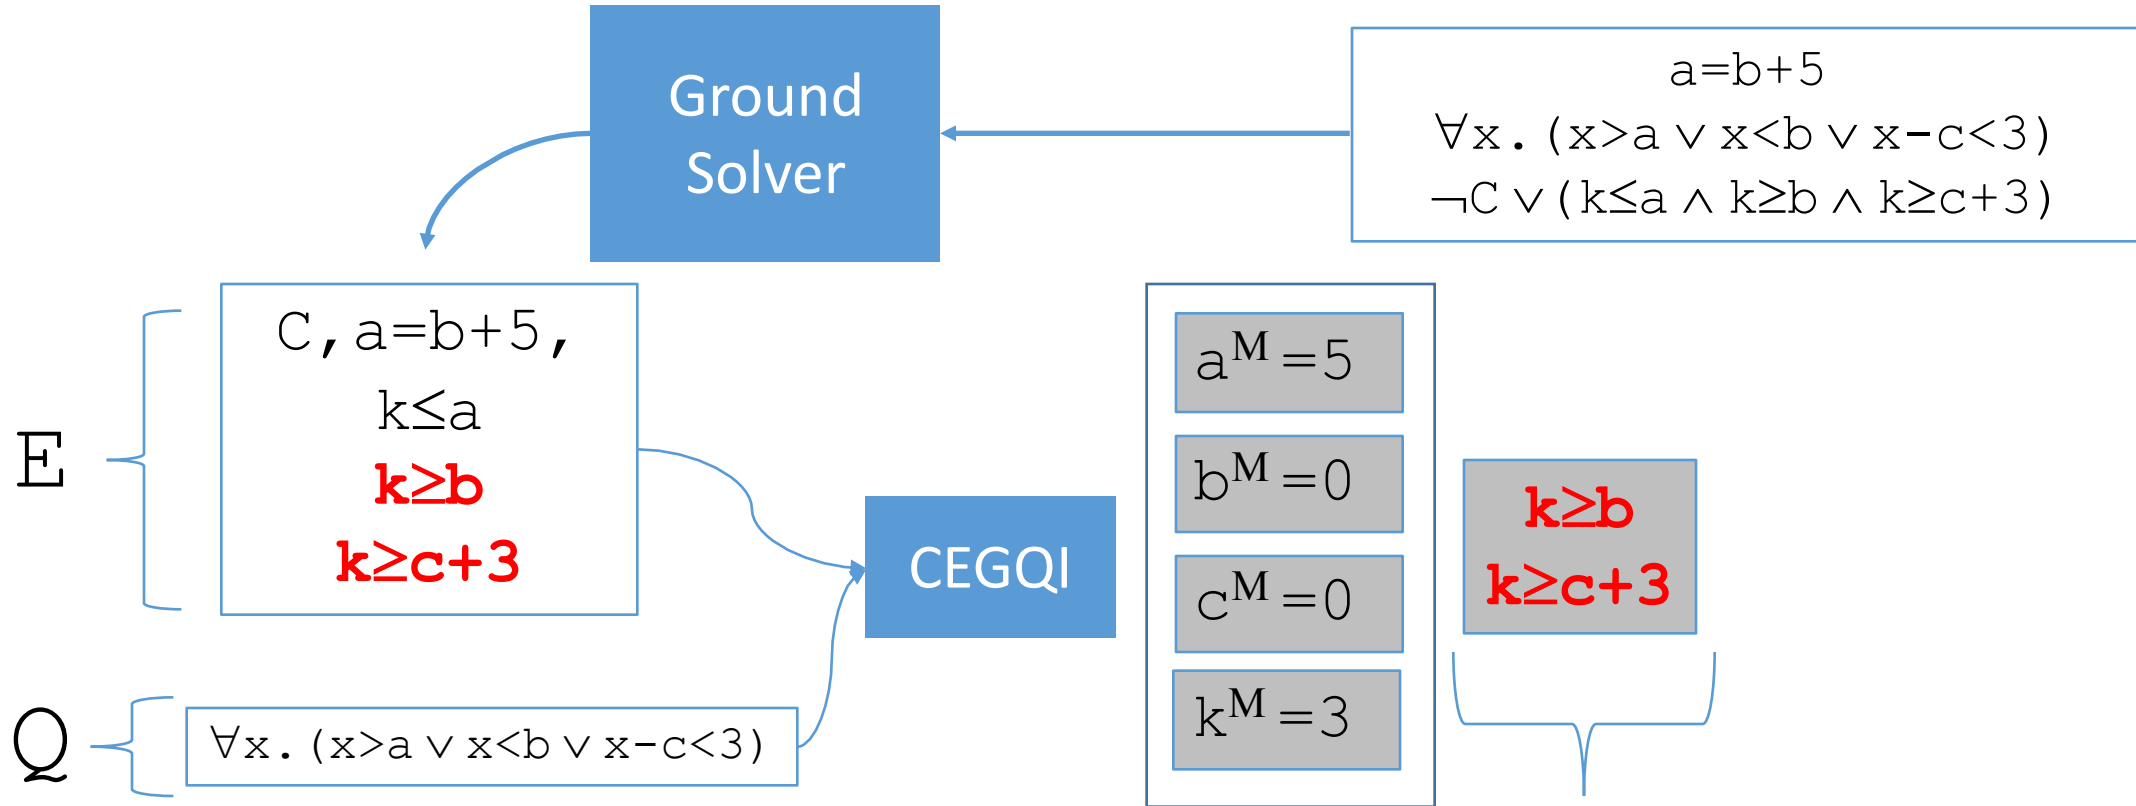 Ground
Solver
a=b+5
∀x.(x>a ∨ x<b ∨ x-c<3)
¬C ∨ (k≤a ∧ k≥b ∧ k≥c+3)
E
C,a=b+5,
k≤a
k≥b
k≥c+3
CEGQI
aᴹ=5
bᴹ=0
cᴹ=0
kᴹ=3
k≥b
k≥c+3
Q
∀x.(x>a ∨ x<b ∨ x-c<3)